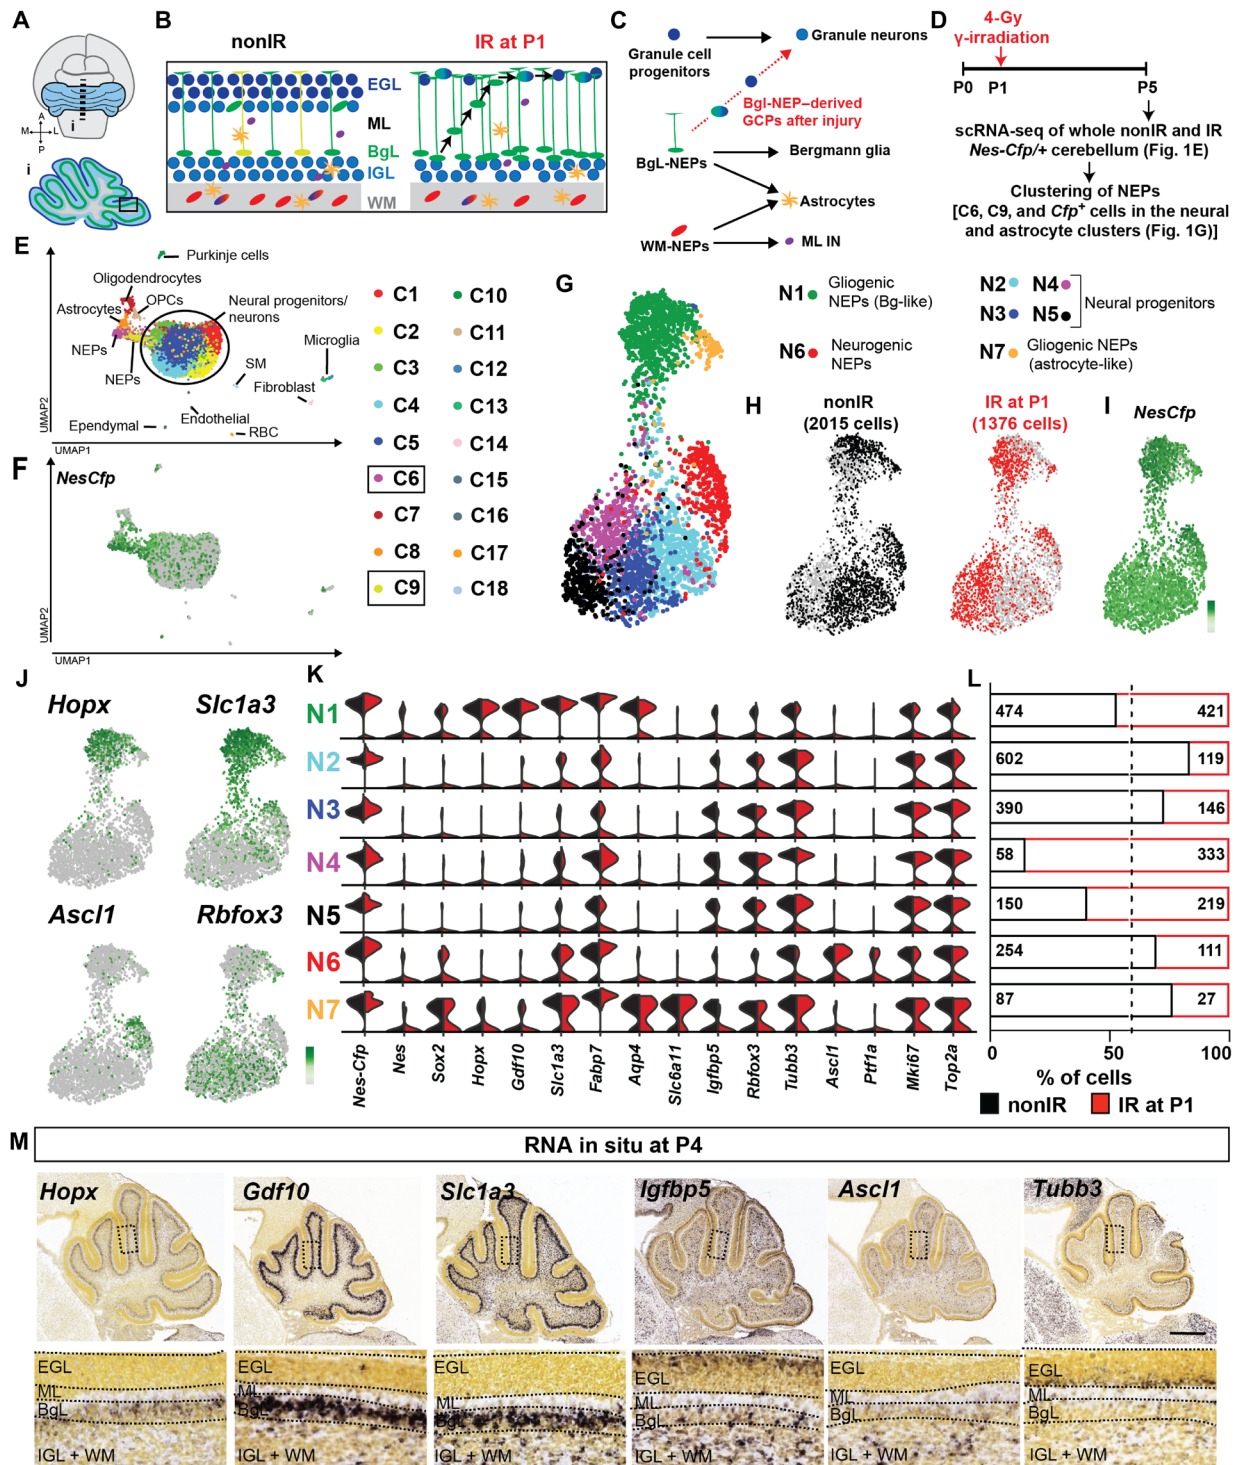 A
A
M
L
P
i
i
B
nonIR
IR at P1
EGL
ML
BgL
IGL
WM
C
Granule cell
progenitors
Granule neurons
Bgl-NEP–derived
GCPs after injury
BgL-NEPs
Bergmann glia
Astrocytes
WM-NEPs
ML IN
D
4-Gy
γ-irradiation
P0
P1
P5
scRNA-seq of whole nonIR and IR
Nes-Cfp/+ cerebellum (Fig. 1E)
Clustering of NEPs
[C6, C9, and Cfp+ cells in the neural
and astrocyte clusters (Fig. 1G)]
E
Purkinje cells
Oligodendrocytes
OPCs
Astrocytes
Neural progenitors/
neurons
NEPs
NEPs
Microglia
SM
Fibroblast
Endothelial
Ependymal
RBC
UMAP2
UMAP1
C1
C2
C3
C4
C5
C6
C7
C8
C9
C10
C11
C12
C13
C14
C15
C16
C17
C18
F
NesCfp
UMAP2
UMAP1
G
N1
Gliogenic
NEPs (Bg-like)
N6
Neurogenic
NEPs
N2
N4
N3
N5
Neural progenitors
N7
Gliogenic NEPs
(astrocyte-like)
H
nonIR
(2015 cells)
IR at P1
(1376 cells)
I
NesCfp
J
Hopx
Slc1a3
Ascl1
Rbfox3
K
N1
N2
N3
N4
N5
N6
N7
Nes-Cfp
Nes
Sox2
Hopx
Gdf10
Slc1a3
Fabp7
Aqp4
Slc6a11
Igfbp5
Rbfox3
Tubb3
Ascl1
Ptf1a
Mki67
Top2a
L
474
421
602
119
390
146
58
333
150
219
254
111
87
27
0
50
100
% of cells
nonIR
IR at P1
M
RNA in situ at P4
Hopx
Gdf10
Slc1a3
Igfbp5
Ascl1
Tubb3
EGL
ML
BgL
IGL + WM
EGL
ML
BgL
IGL + WM
EGL
ML
BgL
IGL + WM
EGL
ML
BgL
IGL + WM
EGL
ML
BgL
IGL + WM
EGL
ML
BgL
IGL + WM